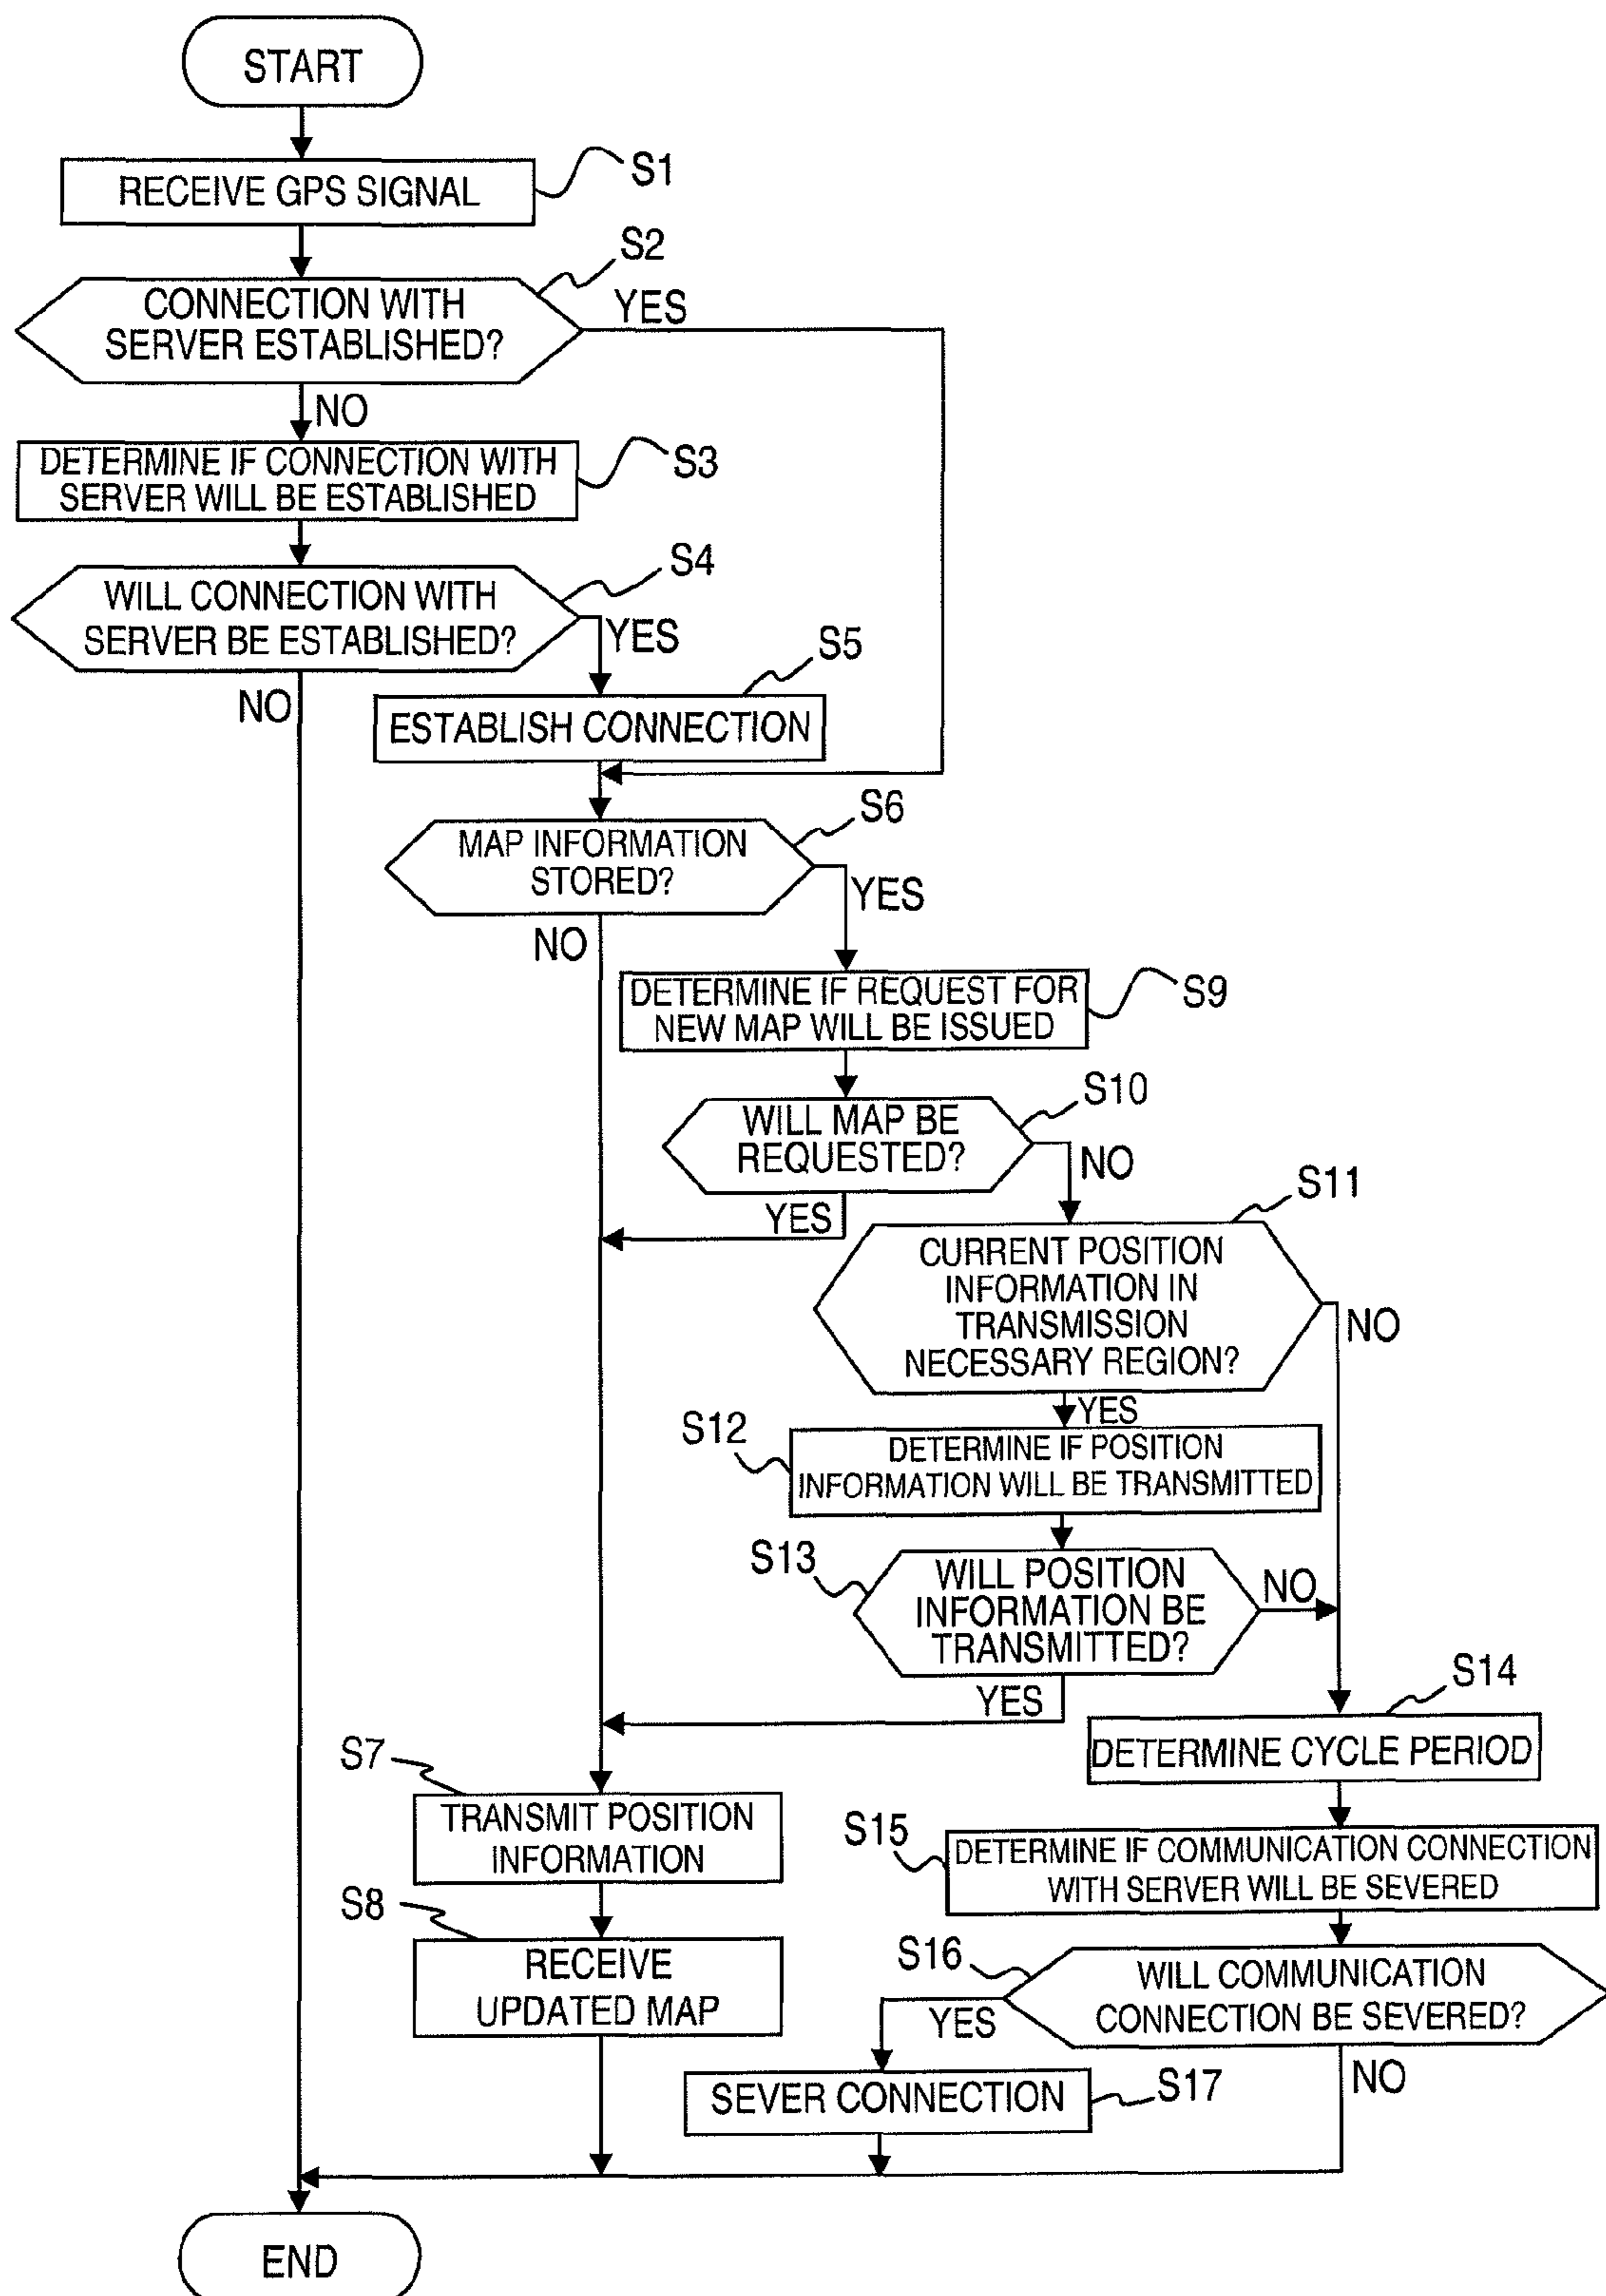 START
RECEIVE GPS SIGNAL
S1
CONNECTION WITH
SERVER ESTABLISHED?
S2
YES
NO
DETERMINE IF CONNECTION WITH
SERVER WILL BE ESTABLISHED
S3
WILL CONNECTION WITH
SERVER BE ESTABLISHED?
S4
YES
NO
S5
ESTABLISH CONNECTION
S6
MAP INFORMATION
STORED?
YES
NO
DETERMINE IF REQUEST FOR
NEW MAP WILL BE ISSUED
S9
S10
WILL MAP BE
REQUESTED?
NO
YES
S11
CURRENT POSITION
INFORMATION IN
TRANSMISSION
NECESSARY REGION?
NO
YES
S12
DETERMINE IF POSITION
INFORMATION WILL BE TRANSMITTED
S13
WILL POSITION
INFORMATION BE
TRANSMITTED?
NO
YES
S14
DETERMINE CYCLE PERIOD
S7
TRANSMIT POSITION
INFORMATION
S15
DETERMINE IF COMMUNICATION CONNECTION
WITH SERVER WILL BE SEVERED
S8
RECEIVE
UPDATED MAP
S16
WILL COMMUNICATION
CONNECTION BE SEVERED?
YES
NO
SEVER CONNECTION
S17
END